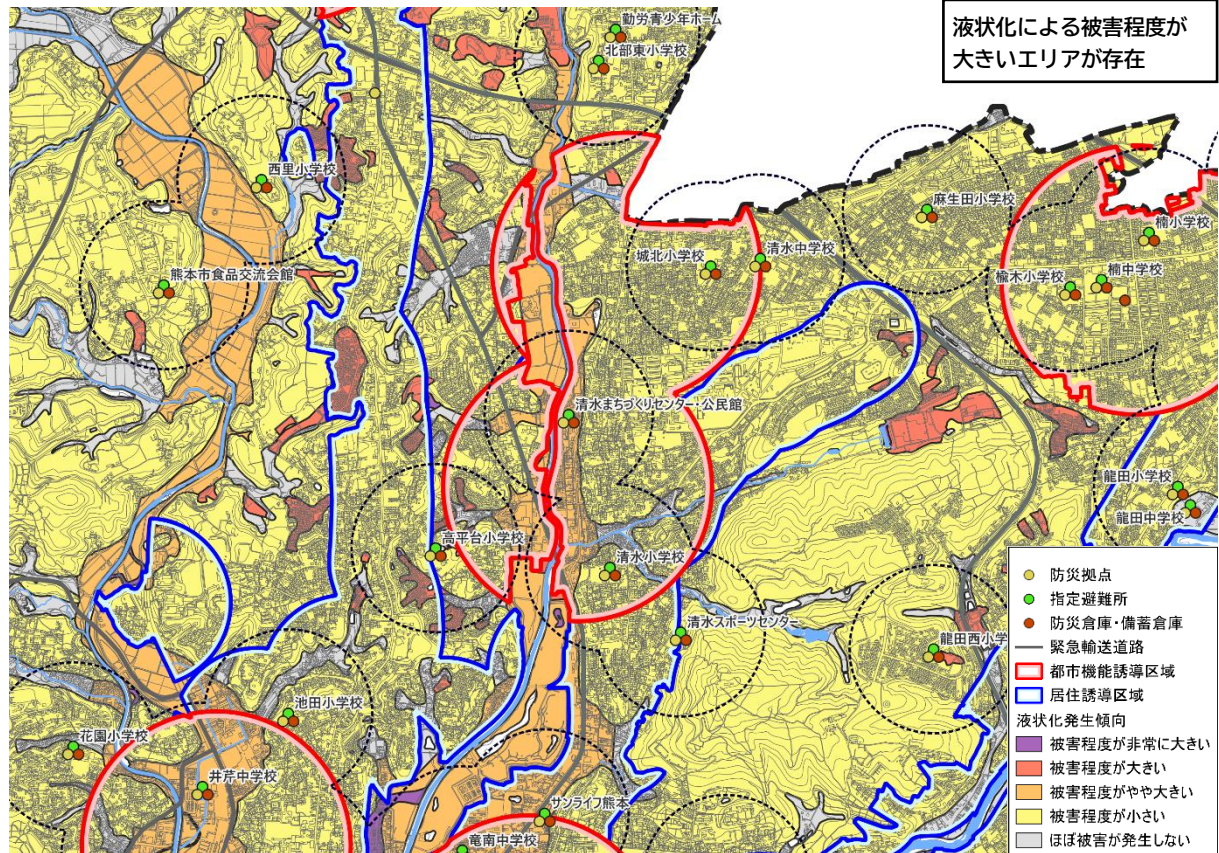 液状化による被害程度が
大きいエリアが存在
勤労青少年ホーム
北部東小学校
西里小学校
麻生田小学校
楠小学校
城北小学校
清水中学校
熊本市食品交流会館
楡木小学校
楠中学校
清水まちづくりセンター・公民館
龍田小学校
龍田中学校
高平台小学校
清水小学校
清水スポーツセンター
龍田西小学
池田小学校
花園小学校
井芹中学校
サンライフ熊本
竜南中学校
防災拠点
指定避難所
防災倉庫・備蓄倉庫
緊急輸送道路
都市機能誘導区域
居住誘導区域
液状化発生傾向
被害程度が非常に大きい
被害程度が大きい
被害程度がやや大きい
被害程度が小さい
ほぼ被害が発生しない